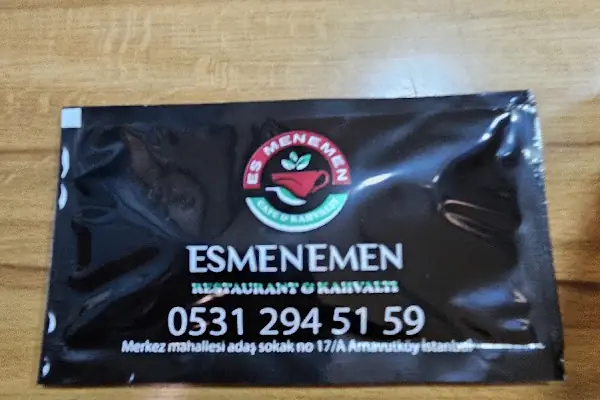 ES MENEMEN
CAFE & KAHVALTI
ESMENEMEN
RESTAURANT & KAHVALTI
0531 294 51 59
Merkez mahallesi adaş sokak no 17/A Arnavutköy İstanbul